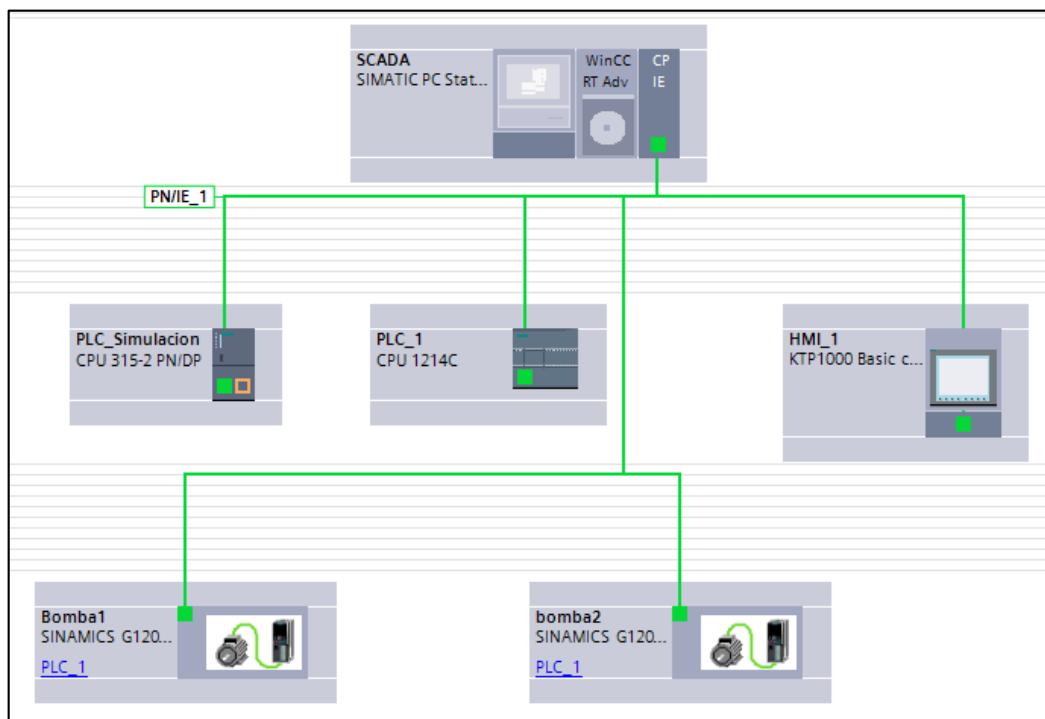 SCADA
SIMATIC PC Stat...
WinCC
RT Adv
CP
IE
PN/IE_1
PLC_Simulacion
CPU 315-2 PN/DP
PLC_1
CPU 1214C
HMI_1
KTP1000 Basic c...
Bomba1
SINAMICS G120...
PLC_1
bomba2
SINAMICS G120...
PLC_1